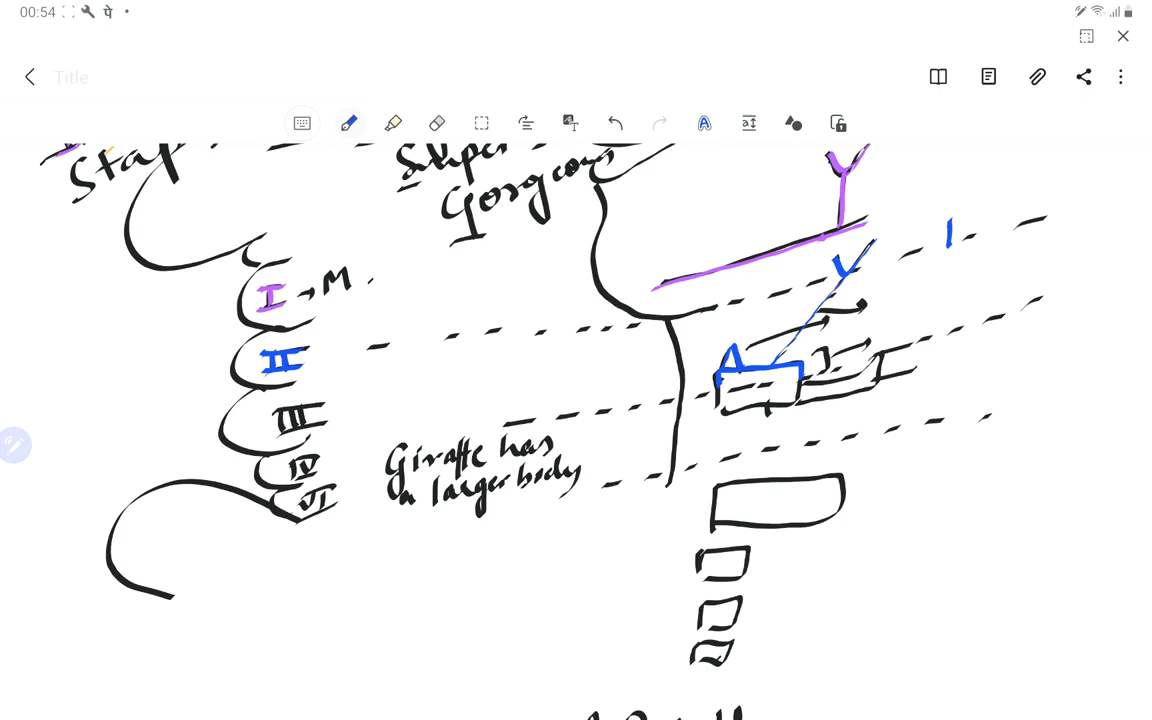 00:54
Title
Stap
Super
Gorgeous
I → M
II
III
IV
VI
Giraffe has
a larger body
I